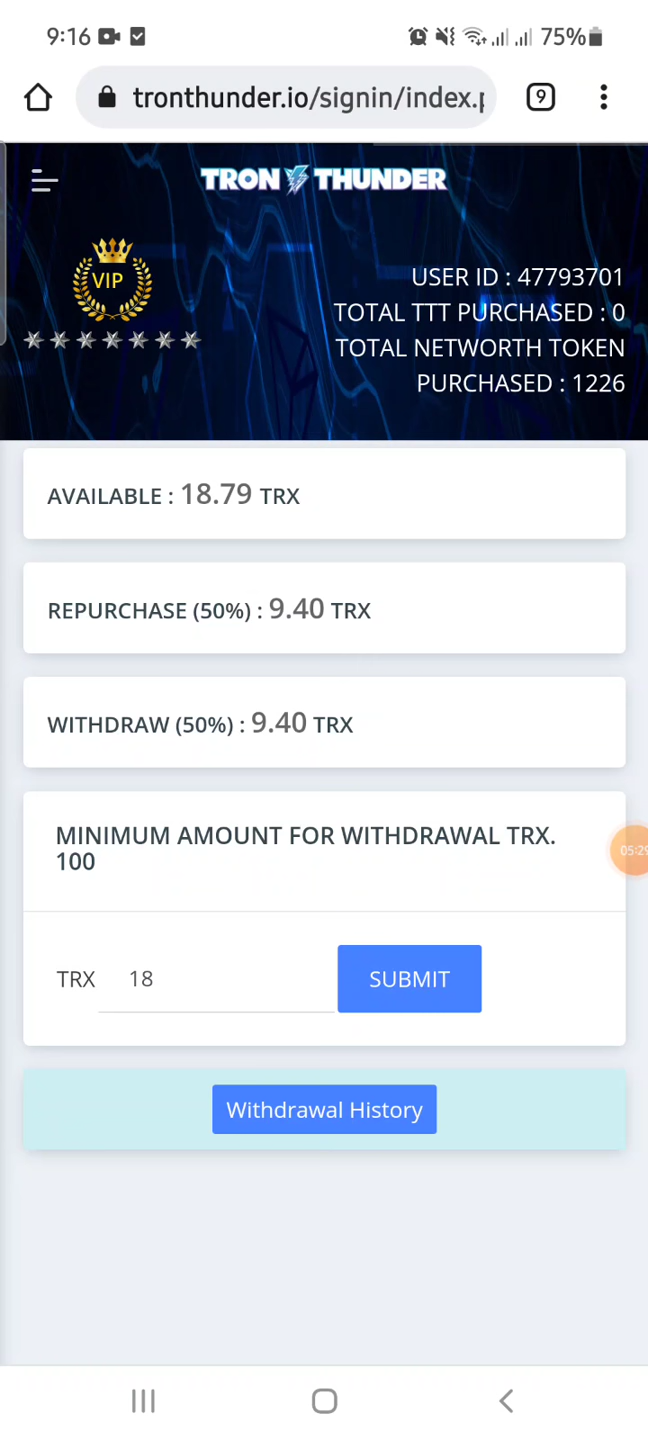 9:16 75%
tronthunder.io/signin/index.p 9
TRON THUNDER
VIP
USER ID : 47793701
TOTAL TTT PURCHASED : 0
TOTAL NETWORTH TOKEN
PURCHASED : 1226
AVAILABLE : 18.79 TRX
REPURCHASE (50%) : 9.40 TRX
WITHDRAW (50%) : 9.40 TRX
MINIMUM AMOUNT FOR WITHDRAWAL TRX.
100
05:29
TRX 18 SUBMIT
Withdrawal History